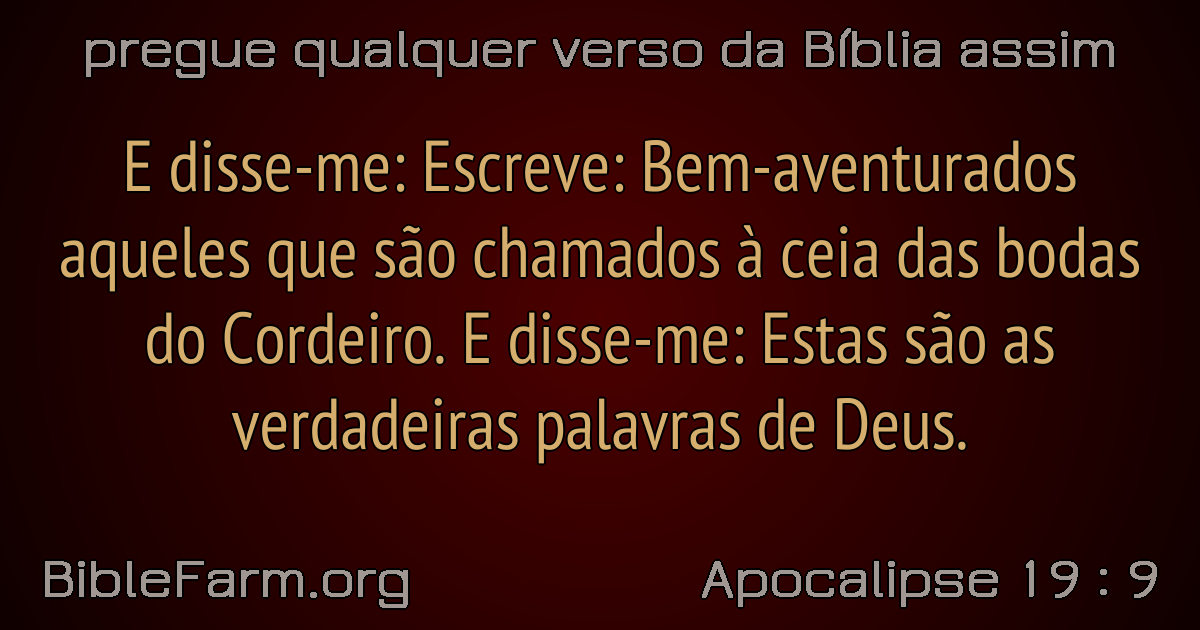 pregue qualquer verso da Bíblia assim
E disse-me: Escreve: Bem-aventurados
aqueles que são chamados à ceia das bodas
do Cordeiro. E disse-me: Estas são as
verdadeiras palavras de Deus.
BibleFarm.org
Apocalipse 19 : 9